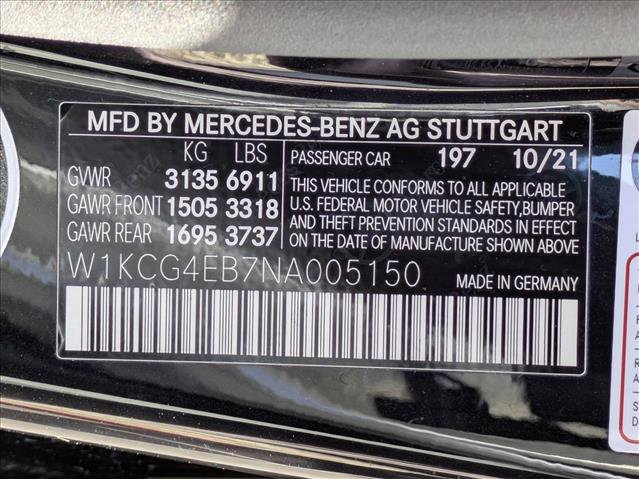 MFD BY MERCEDES-BENZ AG STUTTGART
KG LBS
GWR 3135 6911
GAWR FRONT 1505 3318
GAWR REAR 1695 3737
PASSENGER CAR 197 10/21
THIS VEHICLE CONFORMS TO ALL APPLICABLE
U.S. FEDERAL MOTOR VEHICLE SAFETY, BUMPER
AND THEFT PREVENTION STANDARDS IN EFFECT
ON THE DATE OF MANUFACTURE SHOWN ABOVE.
W1KCG4EB7NA005150
MADE IN GERMANY